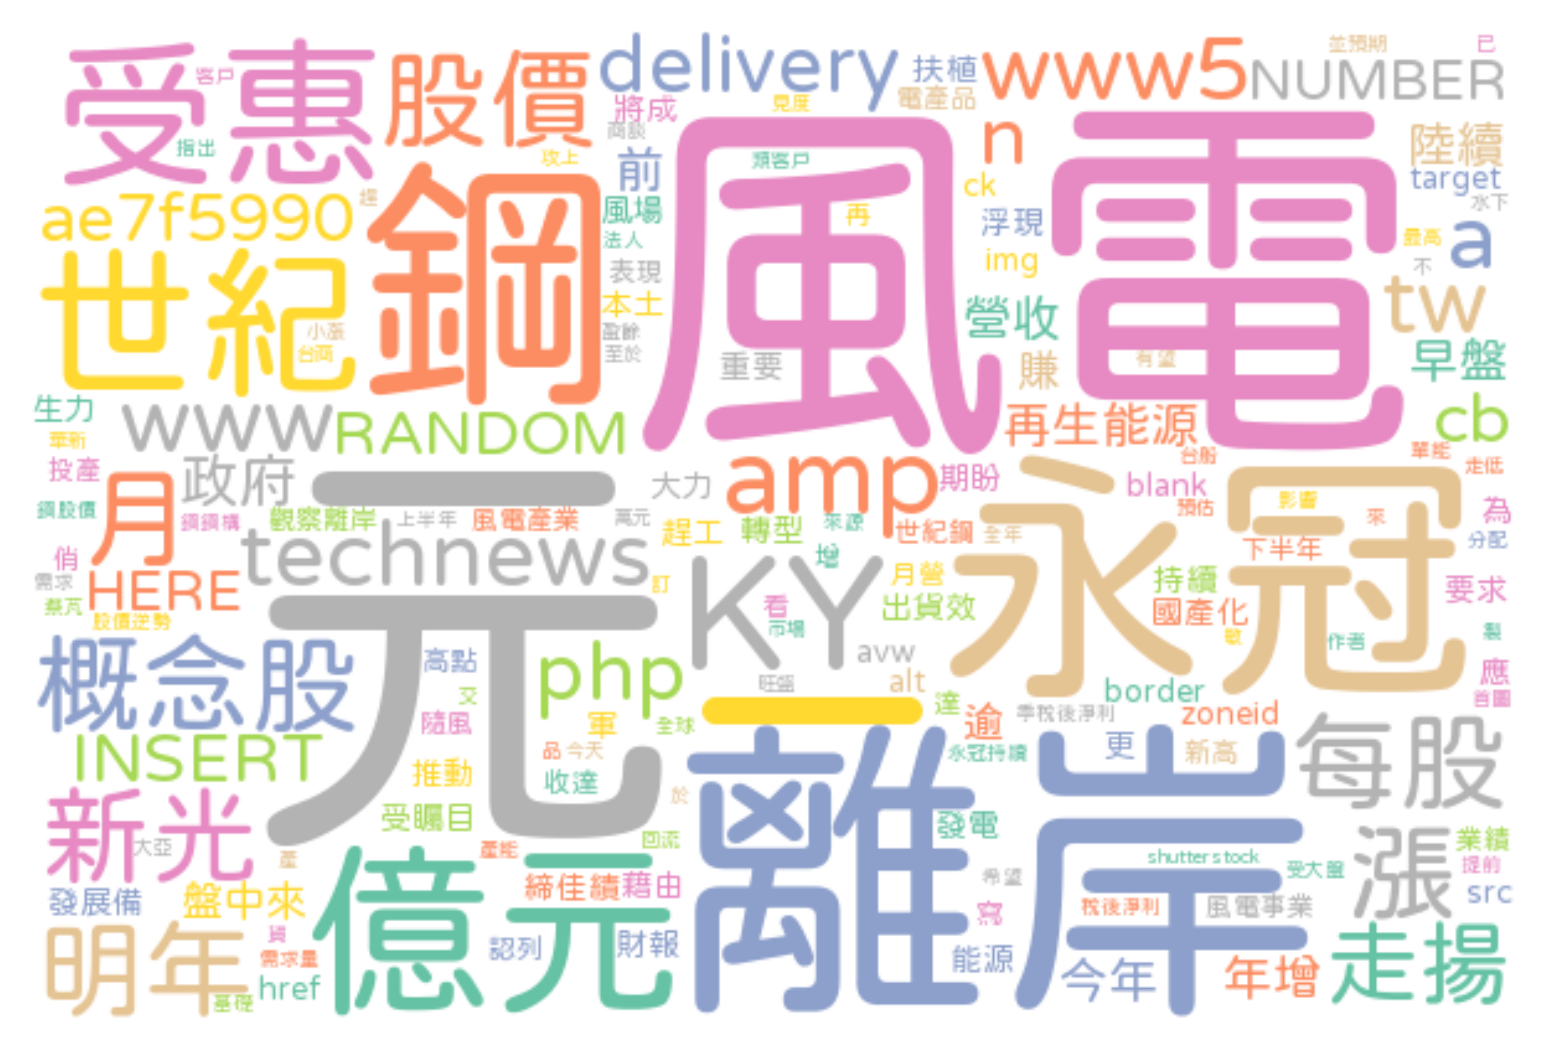 受惠
客戶
指出
股價
delivery
扶植
電產品
www5
NUMBER
並預期
已
將成
商談
見度
攻上
前
類客戶
n
ck
陸續
target
水下
ae7f5990
趕
鋼
風場
法人
風電
再
浮現
img
最高
不
a
世紀
小漲
台商
表現
本土
盈餘
至於
重要
營收
賺
有望
tw
早盤
生力
華新
www
RANDOM
再生能源
cb
投產
政府
月
大力
amp
期盼
台船
單能
走低
blank
預估
影響
來
為
鋼股價
鋼鋼構
觀察離岸
上半年
風電產業
萬元
趕工
轉型
來源
世紀鋼
全年
永冠
下半年
分配
俏
需求
蔡芃
HERE
股價逆勢
technews
元
訂
KY
看
市場
增
月營
出貨效
持續
國產化
敏
作者
要求
製
概念股
高點
交
隨風
php
軍
全球
旺盛
avw
alt
一
達
逾
季稅後淨利
border
zoneid
應
首圖
INSERT
推動
品
今天
收達
於
離岸
永冠持續
更
新高
每股
新光
大亞
受矚目
產
產能
回流
發電
shutterstock
受大盤
漲
業績
提前
發展備
盤中來
億元
締佳績
藉由
希望
寫
稅後淨利
風電事業
src
明年
貨
需求量
href
基礎
認列
財報
能源
今年
年增
走揚